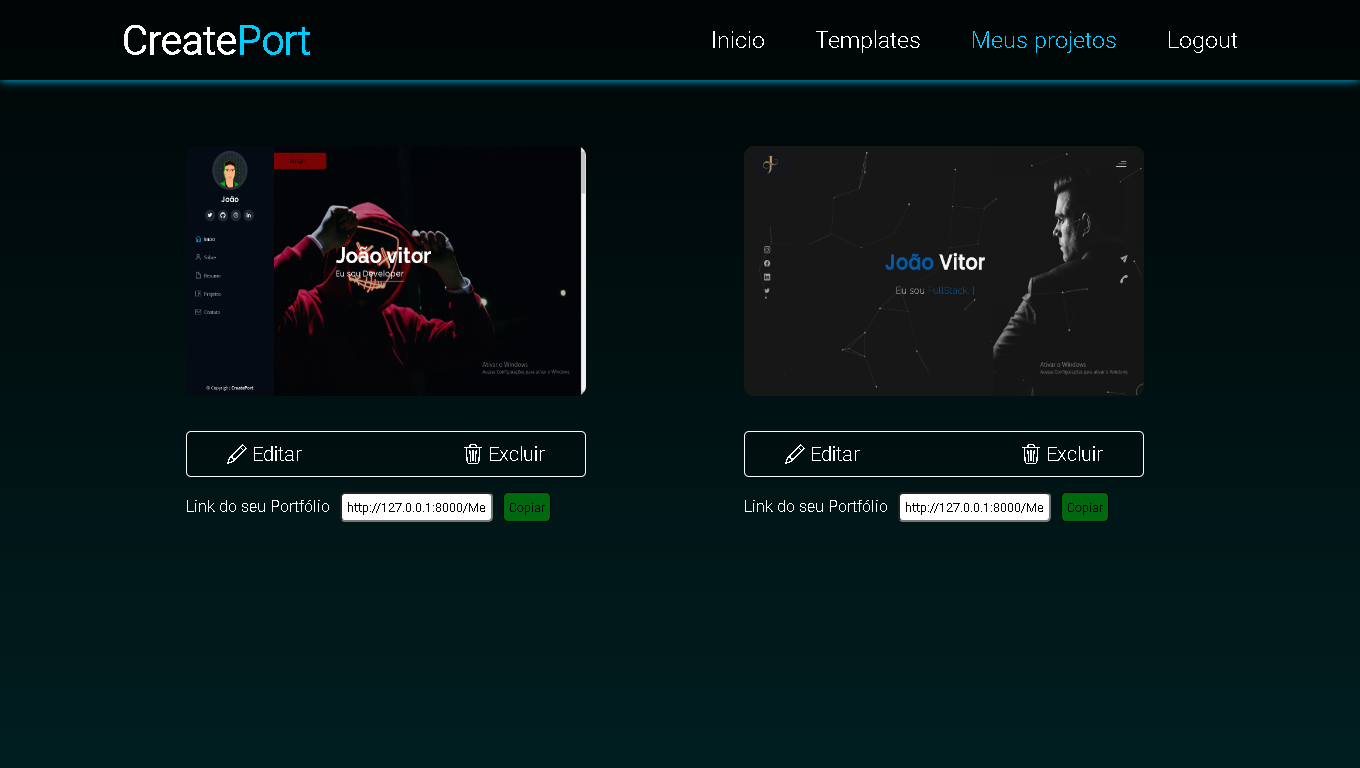 CreatePort
Inicio Templates Meus projetos Logout
João
Inicio
Sobre
Resumo
Projetos
Contato
© Copyright CreatePort
João vitor
Eu sou Developer
Ativar o Windows
Acesse Configurações para ativar o Windows.
João Vitor
Eu sou FullStack. |
Ativar o Windows
Acesse Configurações para ativar o Windows.
Editar Excluir
Link do seu Portfólio http://127.0.0.1:8000/Me Copiar
Editar Excluir
Link do seu Portfólio http://127.0.0.1:8000/Me Copiar